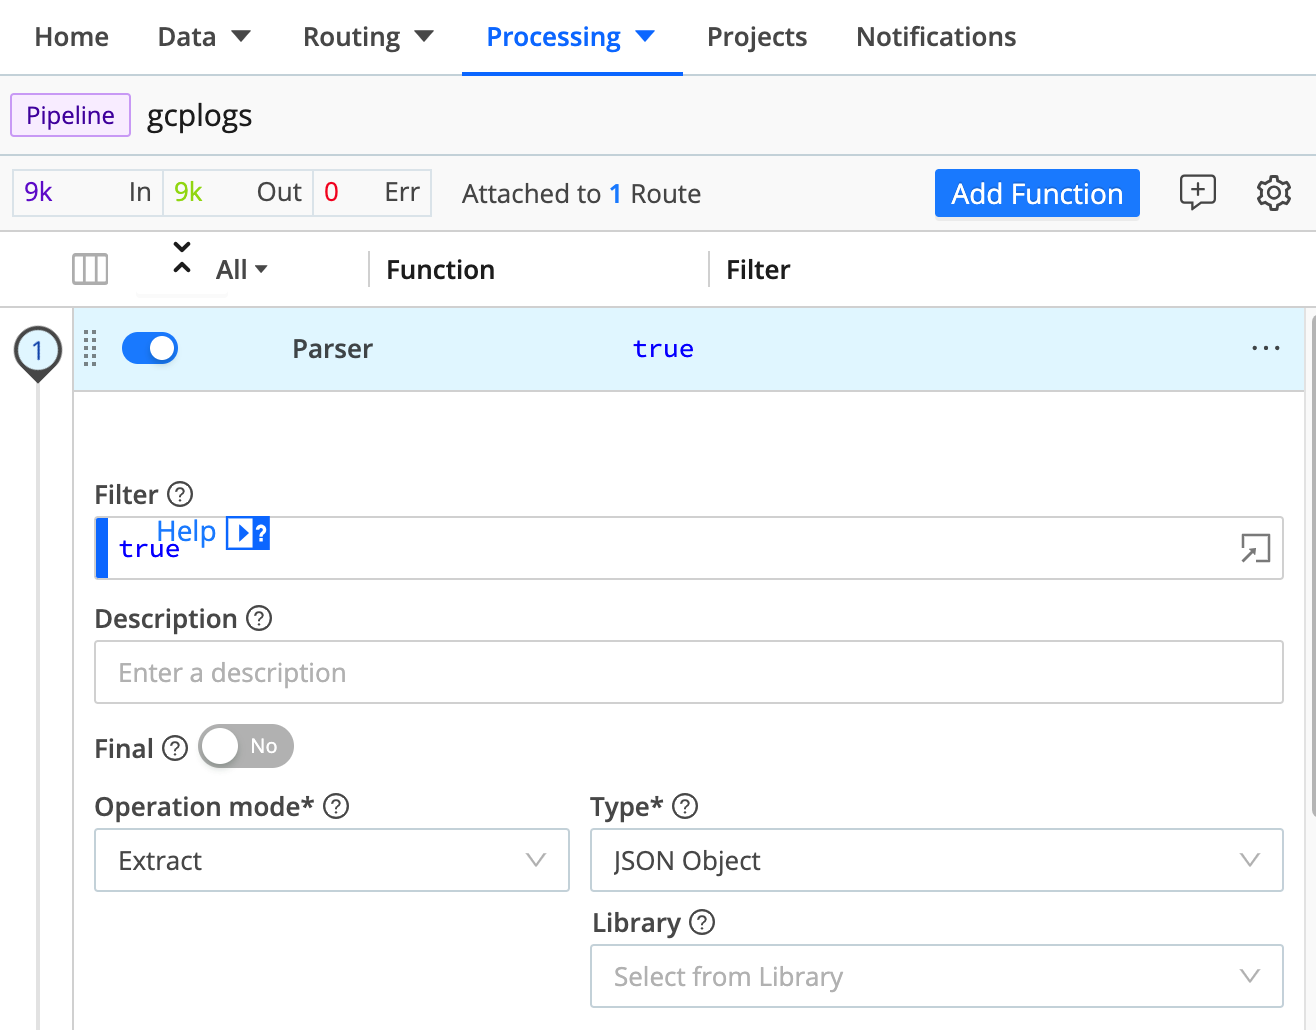 Home Data Routing Processing Projects Notifications
Pipeline gcplogs
9k In 9k Out 0 Err Attached to 1 Route Add Function
All Function Filter
1 Parser true ...
Filter ?
Help ?
true
Description ?
Enter a description
Final ? No
Operation mode* ? Type* ?
Extract JSON Object
Library ?
Select from Library